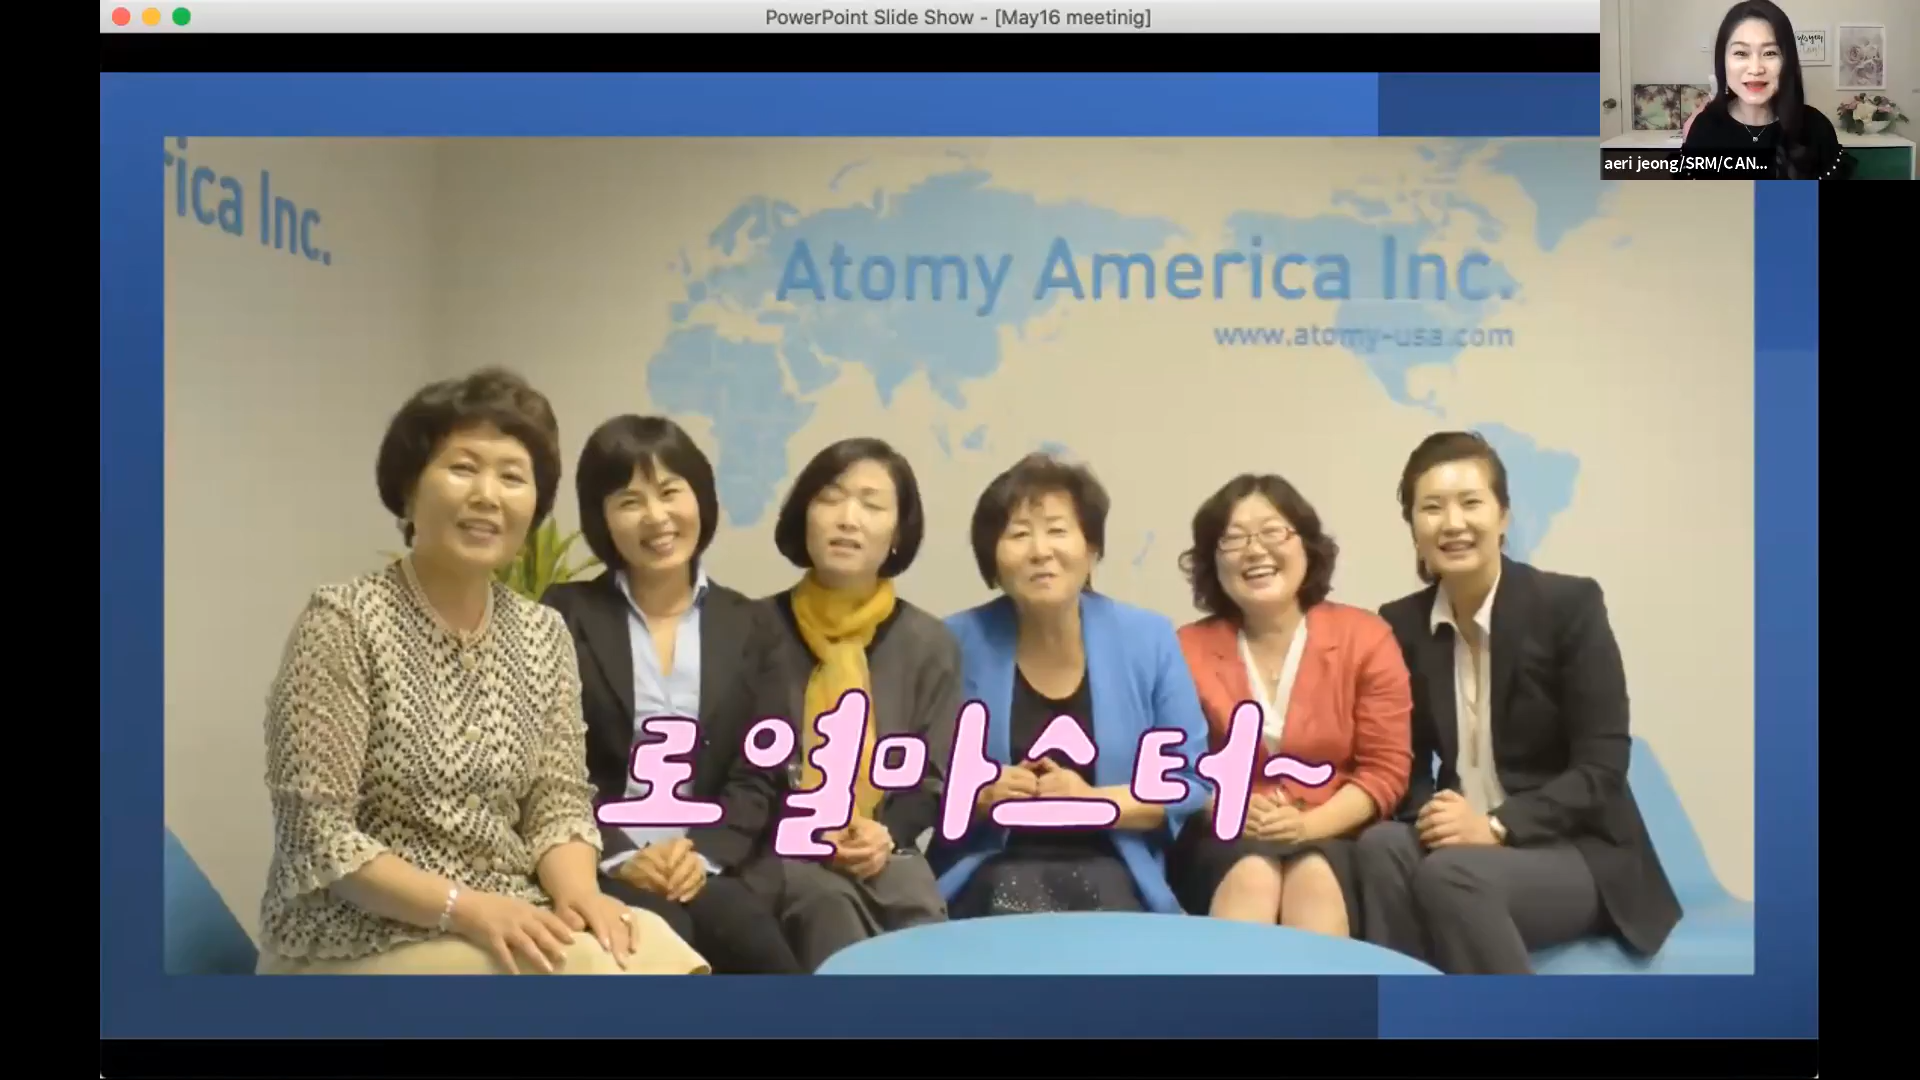 PowerPoint Slide Show - [May16 meetinig]
aeri jeong/SRM/CAN...
rica Inc.
Atomy America Inc.
www.atomy-usa.com
로열마스터~